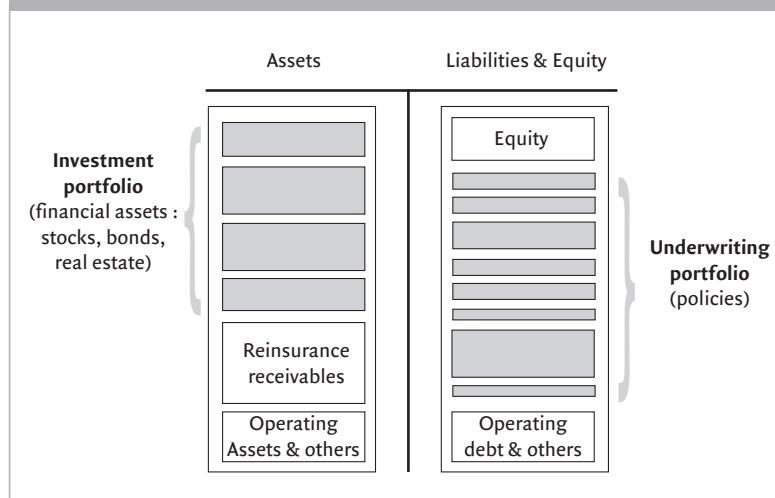 Assets
Liabilities & Equity
Investment
portfolio
(financial assets :
stocks, bonds,
real estate)
Reinsurance
receivables
Operating
Assets & others
Equity
Underwriting
portfolio
(policies)
Operating
debt & others